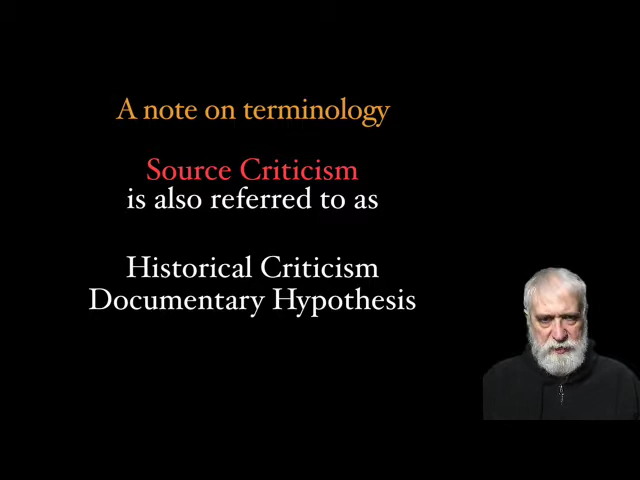 A note on terminology
Source Criticism
is also referred to as
Historical Criticism
Documentary Hypothesis